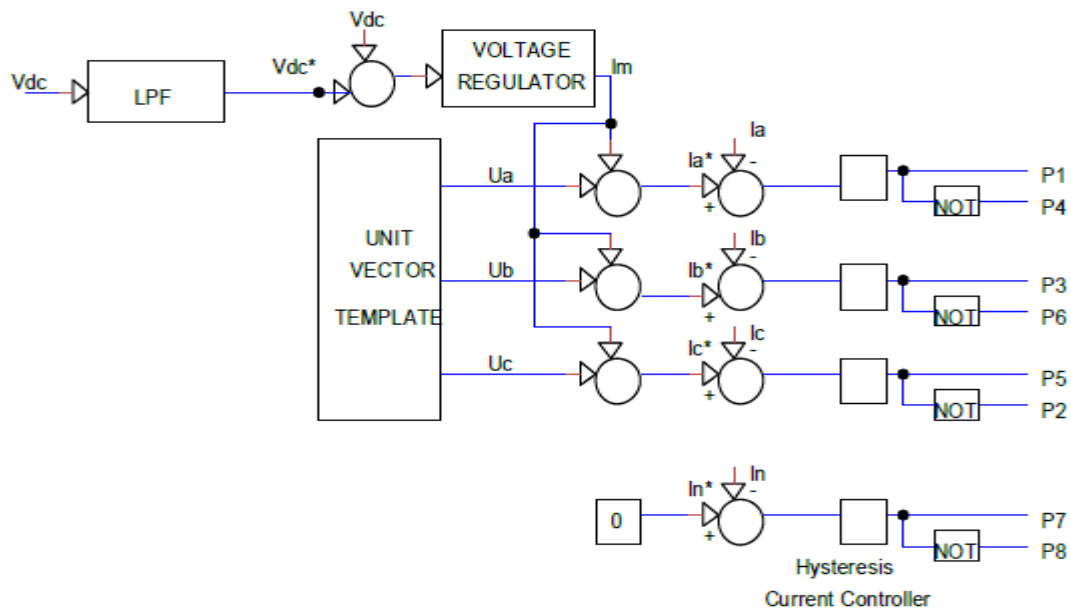 Vdc
LPF
Vdc*
Vdc
VOLTAGE
REGULATOR
Im
UNIT
VECTOR
TEMPLATE
Ua
Ub
Uc
Ia*
Ia
-
+
NOT
P1
P4
Ib*
Ib
-
+
NOT
P3
P6
Ic*
Ic
-
+
NOT
P5
P2
0
In*
In
-
+
NOT
P7
P8
Hysteresis
Current Controller